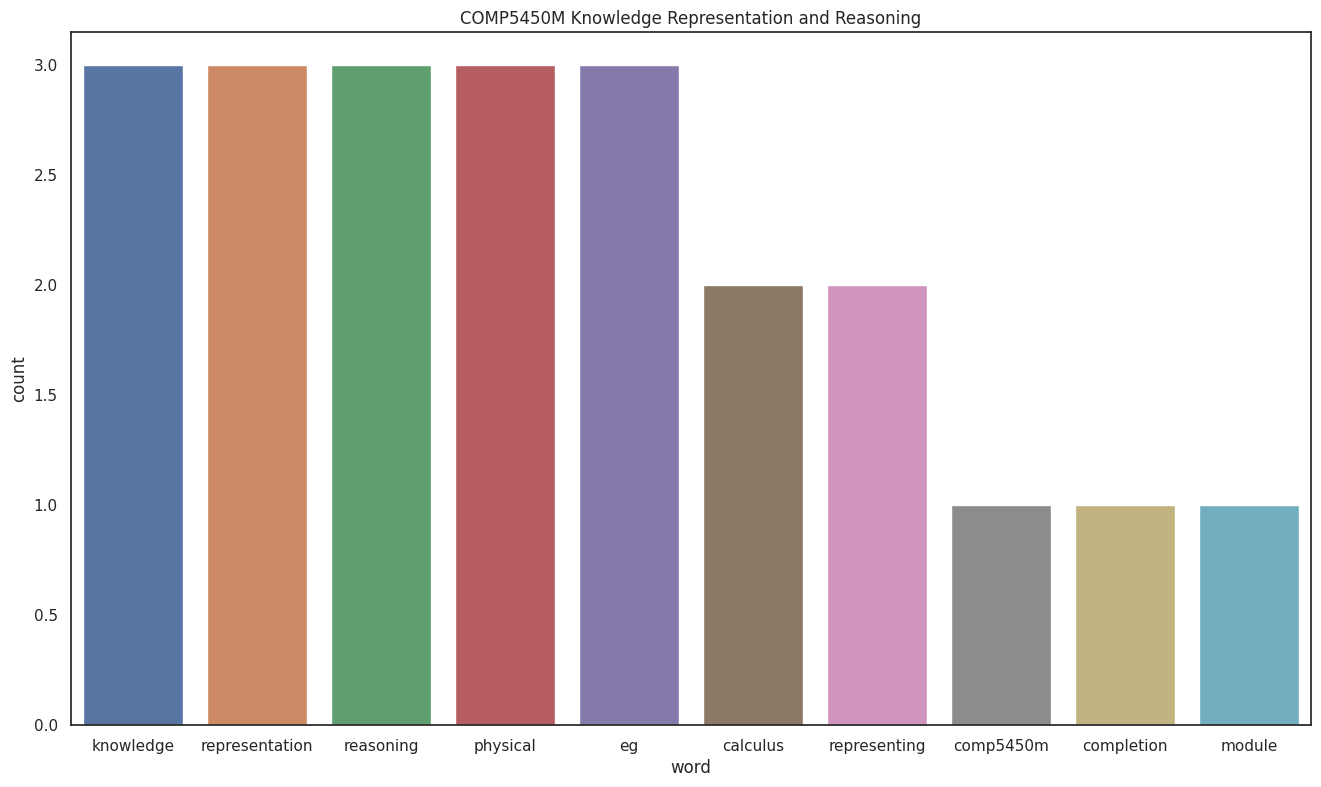 COMP5450M Knowledge Representation and Reasoning
3.0
2.5
2.0
1.5
1.0
0.5
0.0
count
knowledge representation reasoning physical eg calculus representing comp5450m completion module
word